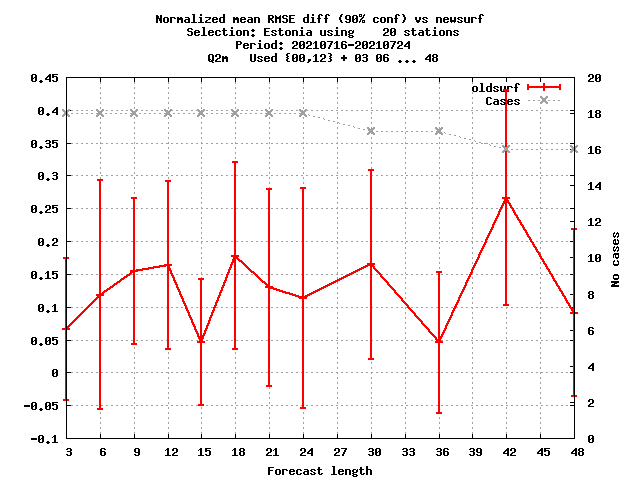 Normalized mean RMSE diff (90% conf) vs newsurf
Selection: Estonia using 20 stations
Period: 20210716-20210724
Q2m Used {00,12} + 03 06 ... 48
oldsurf
Cases
0.45
0.4
0.35
0.3
0.25
0.2
0.15
0.1
0.05
0
-0.05
-0.1
20
18
16
14
12
10
8
6
4
2
0
No cases
3 6 9 12 15 18 21 24 27 30 33 36 39 42 45 48
Forecast length